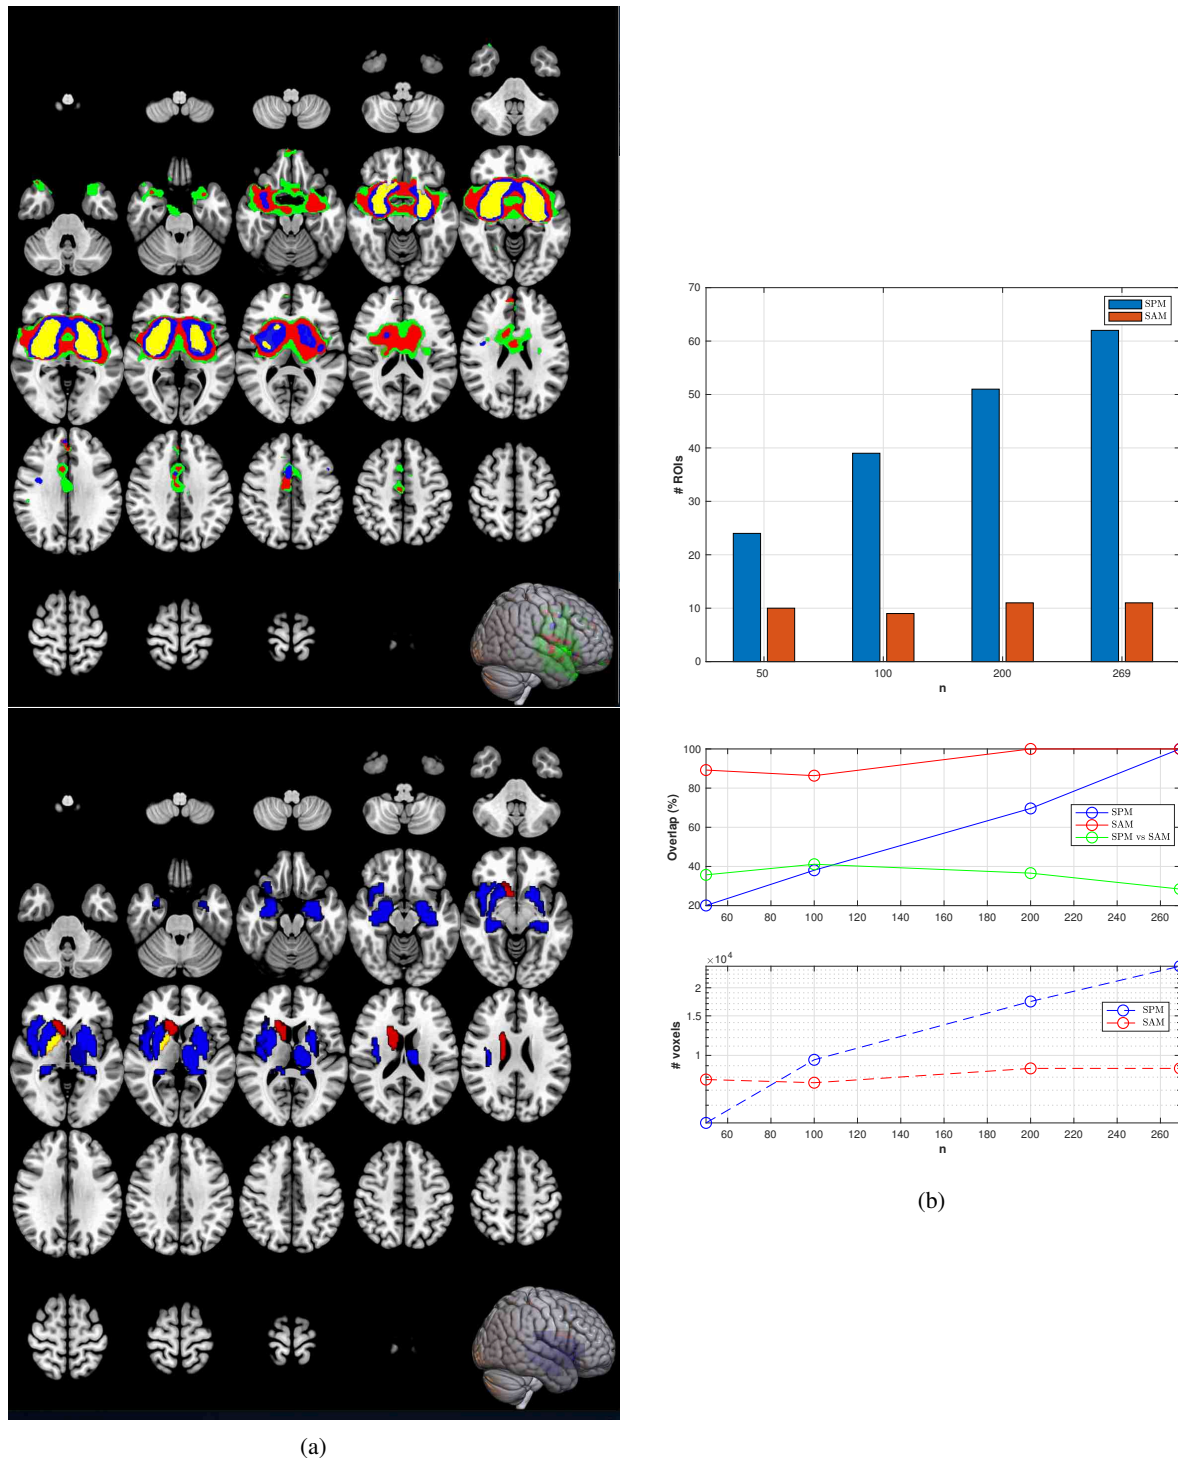 70
60
50
40
30
20
10
0
# ROIs
SPM
SAM
50 100 200 269
n
100
80
60
40
20
Overlap (%)
SPM
SAM
SPM vs SAM
60 80 100 120 140 160 180 200 220 240 260
×10⁴
2
1.5
1
# voxels
SPM
SAM
60 80 100 120 140 160 180 200 220 240 260
n
(b)
(a)